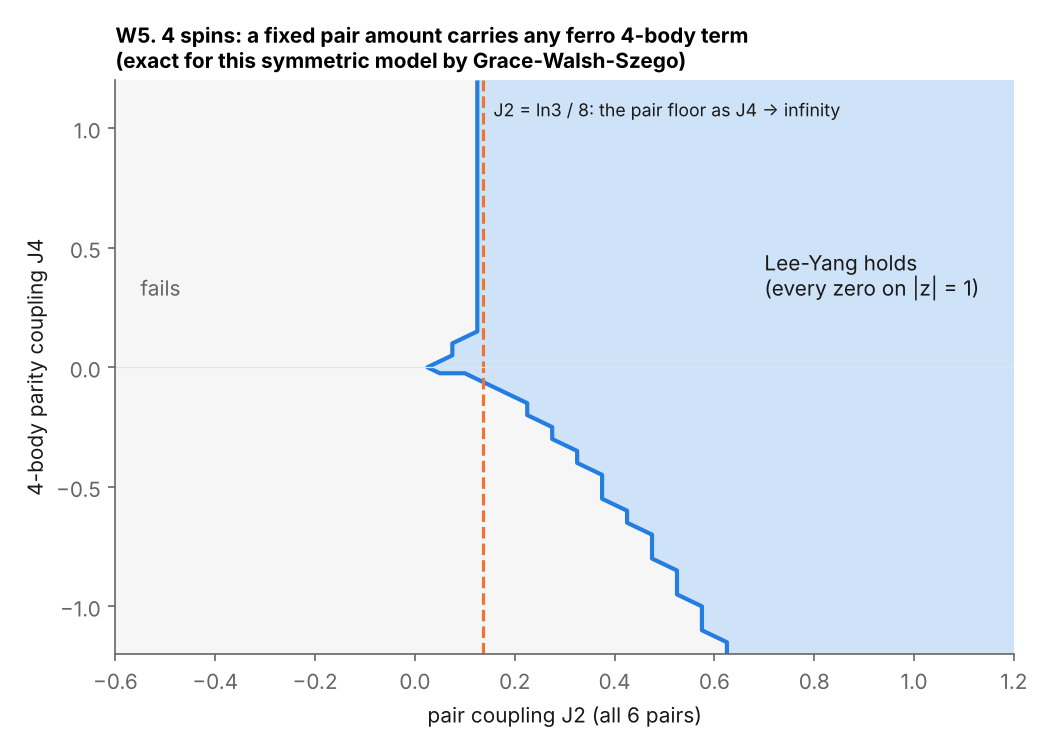 W5. 4 spins: a fixed pair amount carries any ferro 4-body term
(exact for this symmetric model by Grace-Walsh-Szego)
J2 = ln3 / 8: the pair floor as J4 → infinity
Lee-Yang holds
(every zero on |z| = 1)
fails
4-body parity coupling J4
1.0
0.5
0.0
−0.5
−1.0
−0.6
−0.4
−0.2
0.0
0.2
0.4
0.6
0.8
1.0
1.2
pair coupling J2 (all 6 pairs)